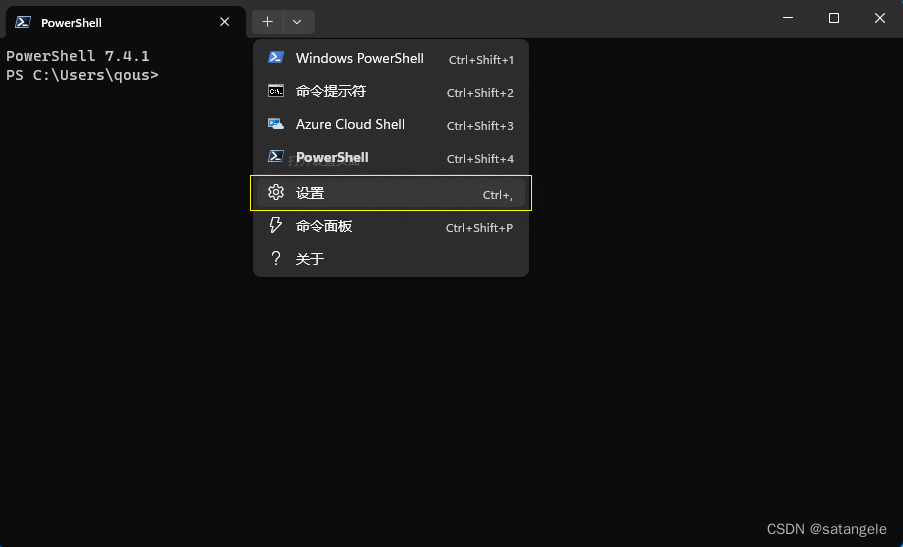 PowerShell
PowerShell 7.4.1
PS C:\Users\qous>
Windows PowerShell Ctrl+Shift+1
命令提示符 Ctrl+Shift+2
Azure Cloud Shell Ctrl+Shift+3
PowerShell Ctrl+Shift+4
设置 Ctrl+,
命令面板 Ctrl+Shift+P
关于
CSDN @satangele